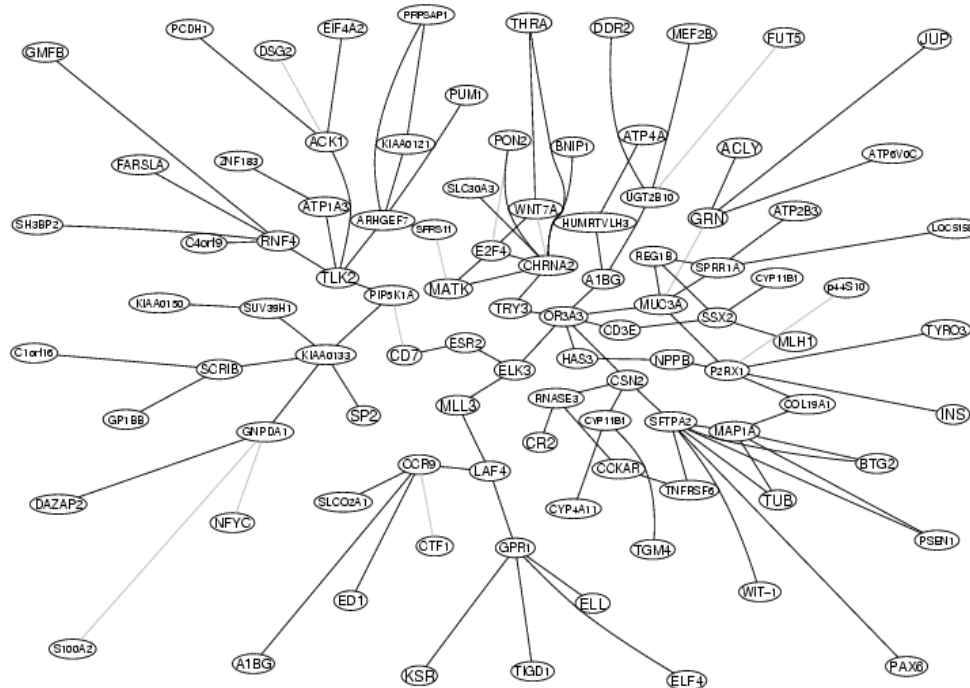 PRPSAP1
PCDH1
EIF4A2
THRA
DDR2
MEF2B
FUT5
JUP
GMFB
DSG2
PUM1
ACK1
KIAA0121
PON2
BNIP1
ATP4A
ACLY
ATP6V0C
FARSLA
ZNF183
SLC30A3
UGT2B10
ATP1A3
ARHGEF7
WNT7A
HUMRTVLH3
GRN
ATP2B3
SH3BP2
C4orf9
RNF4
SFRS11
E2F4
CHRNA2
REG1B
SPRR1A
TLK2
MATK
A1BG
CYP11B1
p44S10
KIAA0150
SUV39H1
PIP5K1A
TRY3
OR3A3
MUC3A
SSX2
CD3E
MLH1
TYRO3
C1orf16
SCRIB
KIAA0133
CD7
ESR2
ELK3
HAS3
NPPB
P2RX1
GP1BB
SP2
MLL3
RNASE3
CSN2
COL19A1
INS
GNPDA1
CR2
CYP11B1
SFTPA2
MAP1A
DAZAP2
CCR9
LAF4
CCKAR
BTG2
SLCO2A1
CYP4A11
TNFRSF6
TUB
NFYC
CTF1
GPR1
TGM4
PSEN1
ED1
ELL
WIT-1
S100A2
A1BG
KSR
TIGD1
ELF4
PAX6